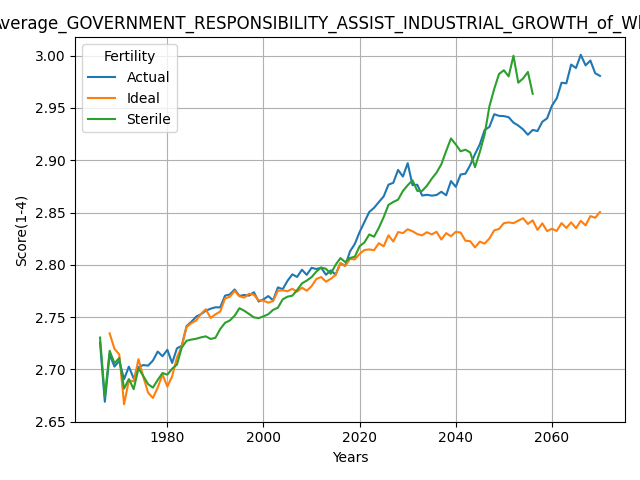 Average_GOVERNMENT_RESPONSIBILITY_ASSIST_INDUSTRIAL_GROWTH_of_Wh
Fertility
Actual
Ideal
Sterile
3.00
2.95
2.90
2.85
2.80
2.75
2.70
2.65
Score(1-4)
1980
2000
2020
2040
2060
Years